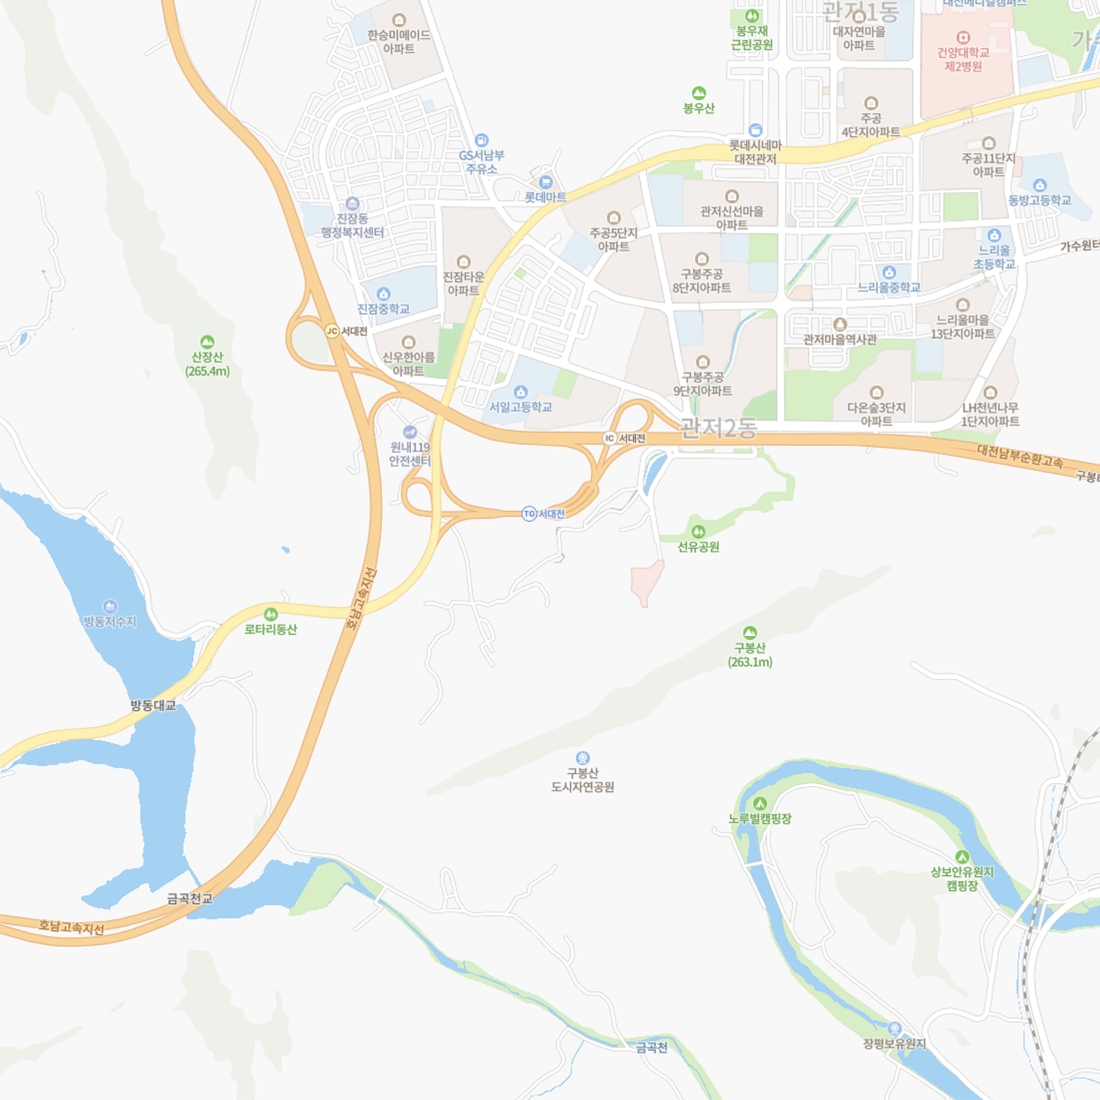 관저1동
대전메디컬캠퍼스
한승미메이드
아파트
봉우재
근린공원
대자연마을
아파트
건양대학교
제2병원
봉우산
주공
4단지아파트
GS서남부
주유소
롯데시네마
대전관저
주공11단지
아파트
롯데마트
동방고등학교
진잠동
행정복지센터
주공5단지
아파트
관저신선마을
아파트
느리울
초등학교
진잠타운
아파트
구봉주공
8단지아파트
느리울중학교
진잠중학교
느리울마을
13단지아파트
JC 서대전
관저마을역사관
산장산
(265.4m)
신우한아름
아파트
구봉주공
9단지아파트
서일고등학교
다온숲3단지
아파트
LH천년나무
1단지아파트
관저2동
IC 서대전
원내119
안전센터
대전남부순환고속
TG 서대전
선유공원
호남고속지선
방동저수지
로타리동산
구봉산
(263.1m)
방동대교
구봉산
도시자연공원
노루벌캠핑장
상보안유원지
캠핑장
금곡천교
호남고속지선
장평보유원지
금곡천